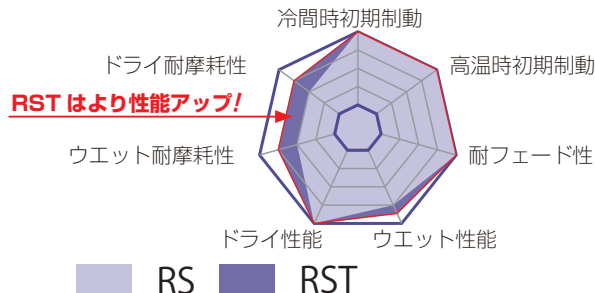 冷間時初期制動
ドライ耐摩耗性
高温時初期制動
RST はより性能アップ!
ウエット耐摩耗性
耐フェード性
ドライ性能
ウエット性能
RS
RST